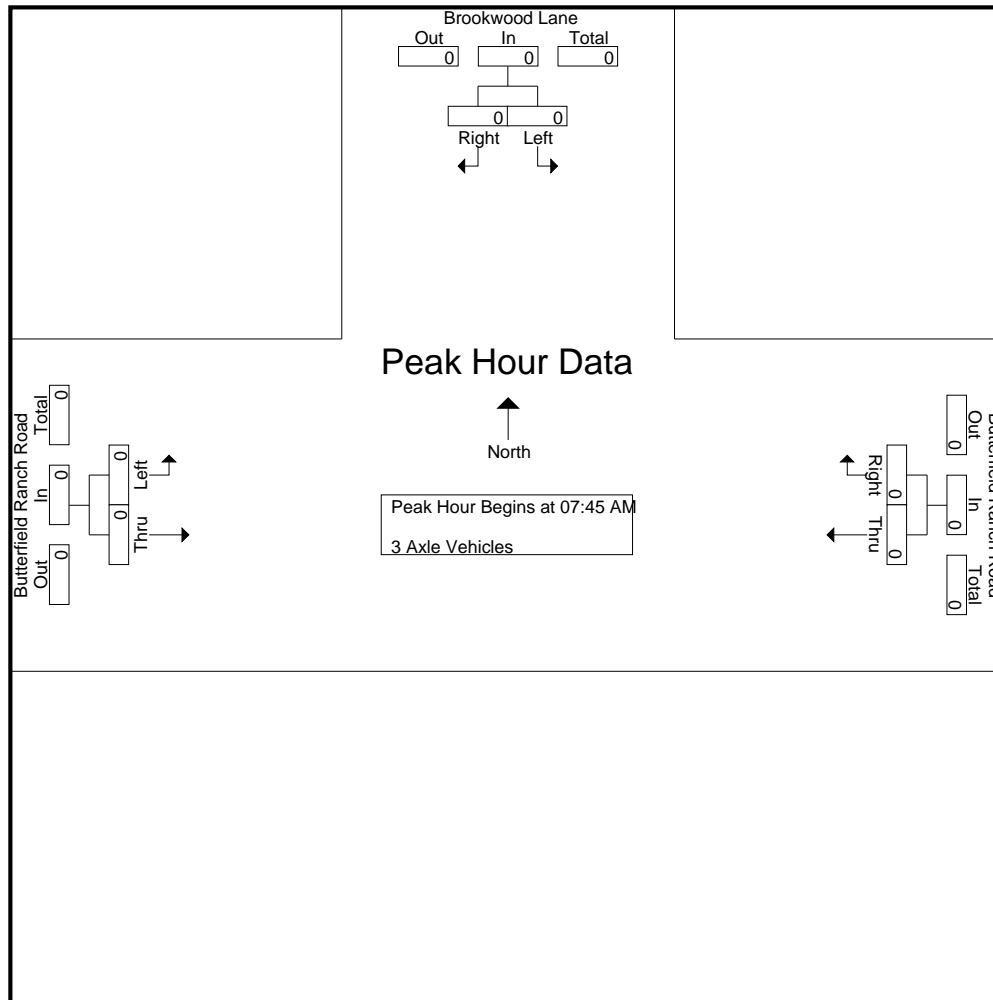 Brookwood Lane
Out In Total
0 0 0
0 0
Right Left
Peak Hour Data
North
Peak Hour Begins at 07:45 AM
3 Axle Vehicles
Butterfield Ranch Road
Total In Out
0 0 0
0 0
Left Thru
Out In Total
0 0 0
0 0
Right Thru